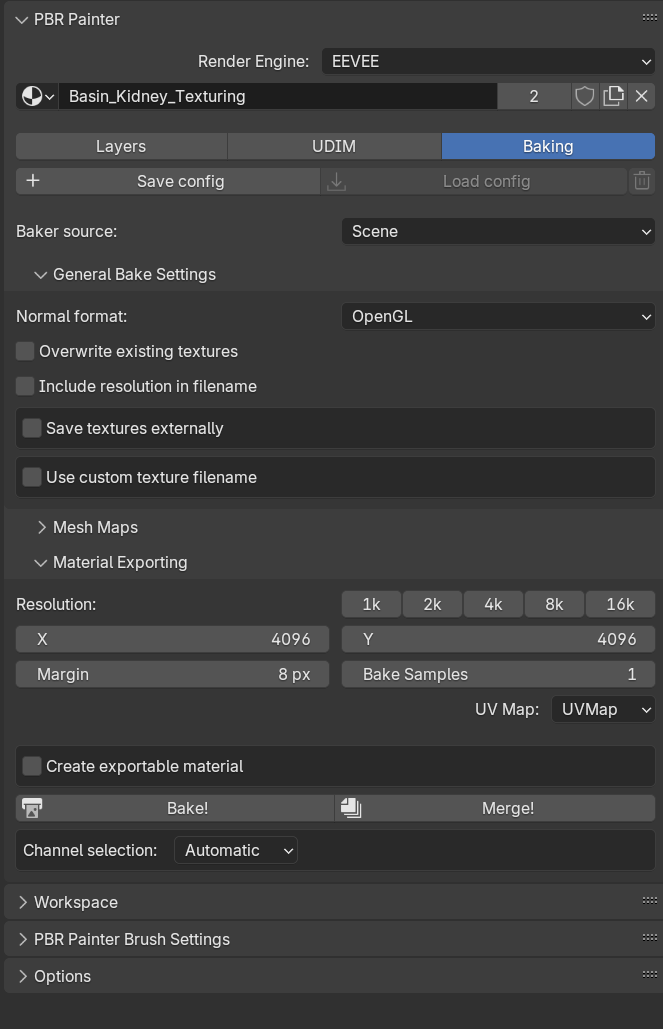 PBR Painter
Render Engine: EEVEE
Basin_Kidney_Texturing 2
Layers UDIM Baking
Save config Load config
Baker source: Scene
General Bake Settings
Normal format: OpenGL
Overwrite existing textures
Include resolution in filename
Save textures externally
Use custom texture filename
Mesh Maps
Material Exporting
Resolution: 1k 2k 4k 8k 16k
X 4096 Y 4096
Margin 8 px Bake Samples 1
UV Map: UVMap
Create exportable material
Bake! Merge!
Channel selection: Automatic
Workspace
PBR Painter Brush Settings
Options